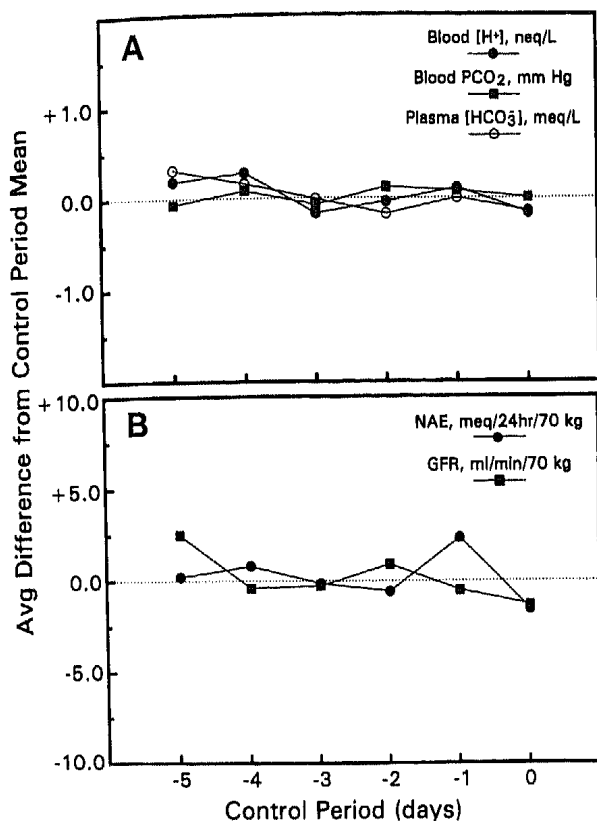 A
Blood [H+], neq/L
Blood PCO2, mm Hg
Plasma [HCO3̄], meq/L
+1.0
0.0
-1.0
Avg Difference from Control Period Mean
B
NAE, meq/24hr/70 kg
GFR, ml/min/70 kg
+10.0
+5.0
0.0
-5.0
-10.0
-5 -4 -3 -2 -1 0
Control Period (days)